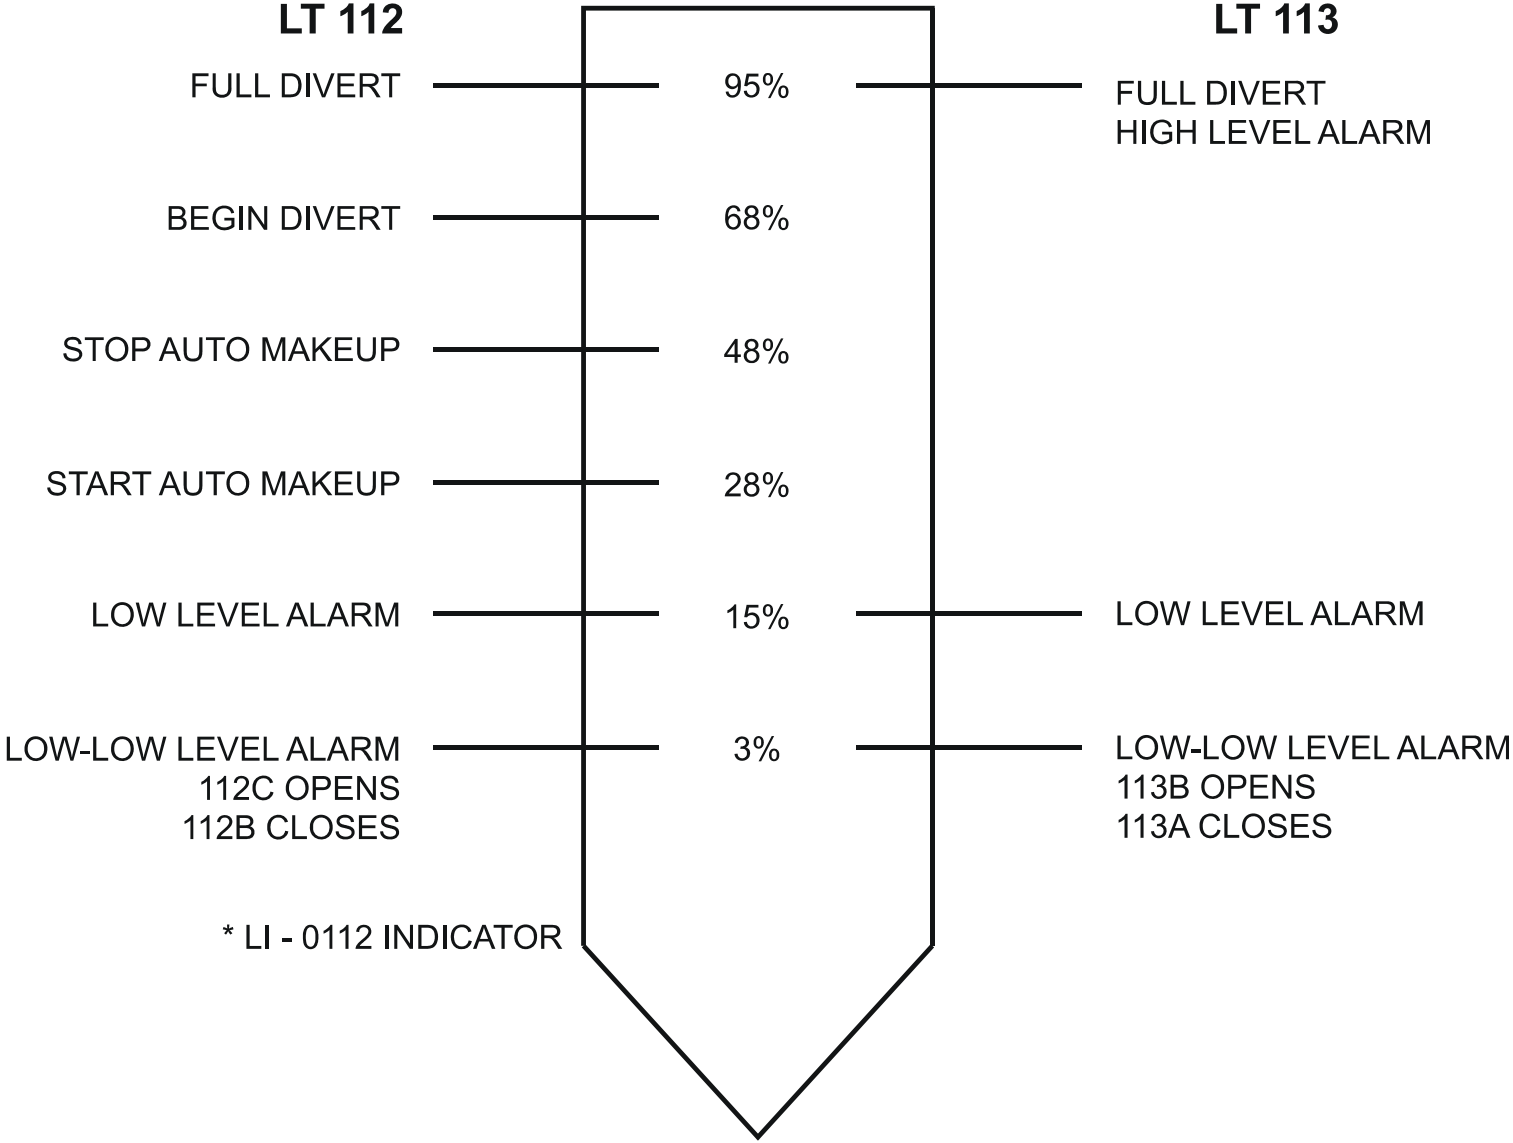 LT 112
LT 113
FULL DIVERT
95%
FULL DIVERT
HIGH LEVEL ALARM
BEGIN DIVERT
68%
STOP AUTO MAKEUP
48%
START AUTO MAKEUP
28%
LOW LEVEL ALARM
15%
LOW LEVEL ALARM
LOW-LOW LEVEL ALARM
112C OPENS
112B CLOSES
3%
LOW-LOW LEVEL ALARM
113B OPENS
113A CLOSES
* LI - 0112 INDICATOR